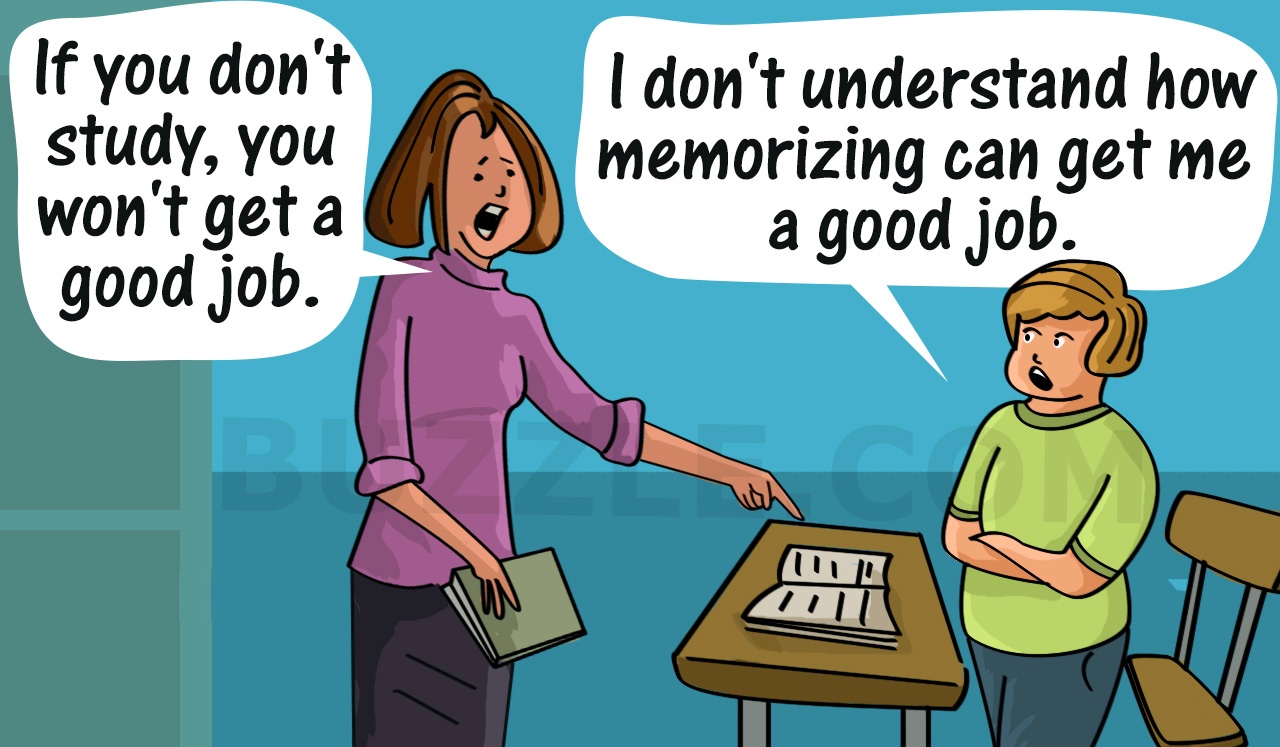 If you don't
study, you
won't get a
good job.
I don't understand how
memorizing can get me
a good job.
BUZZLE.COM